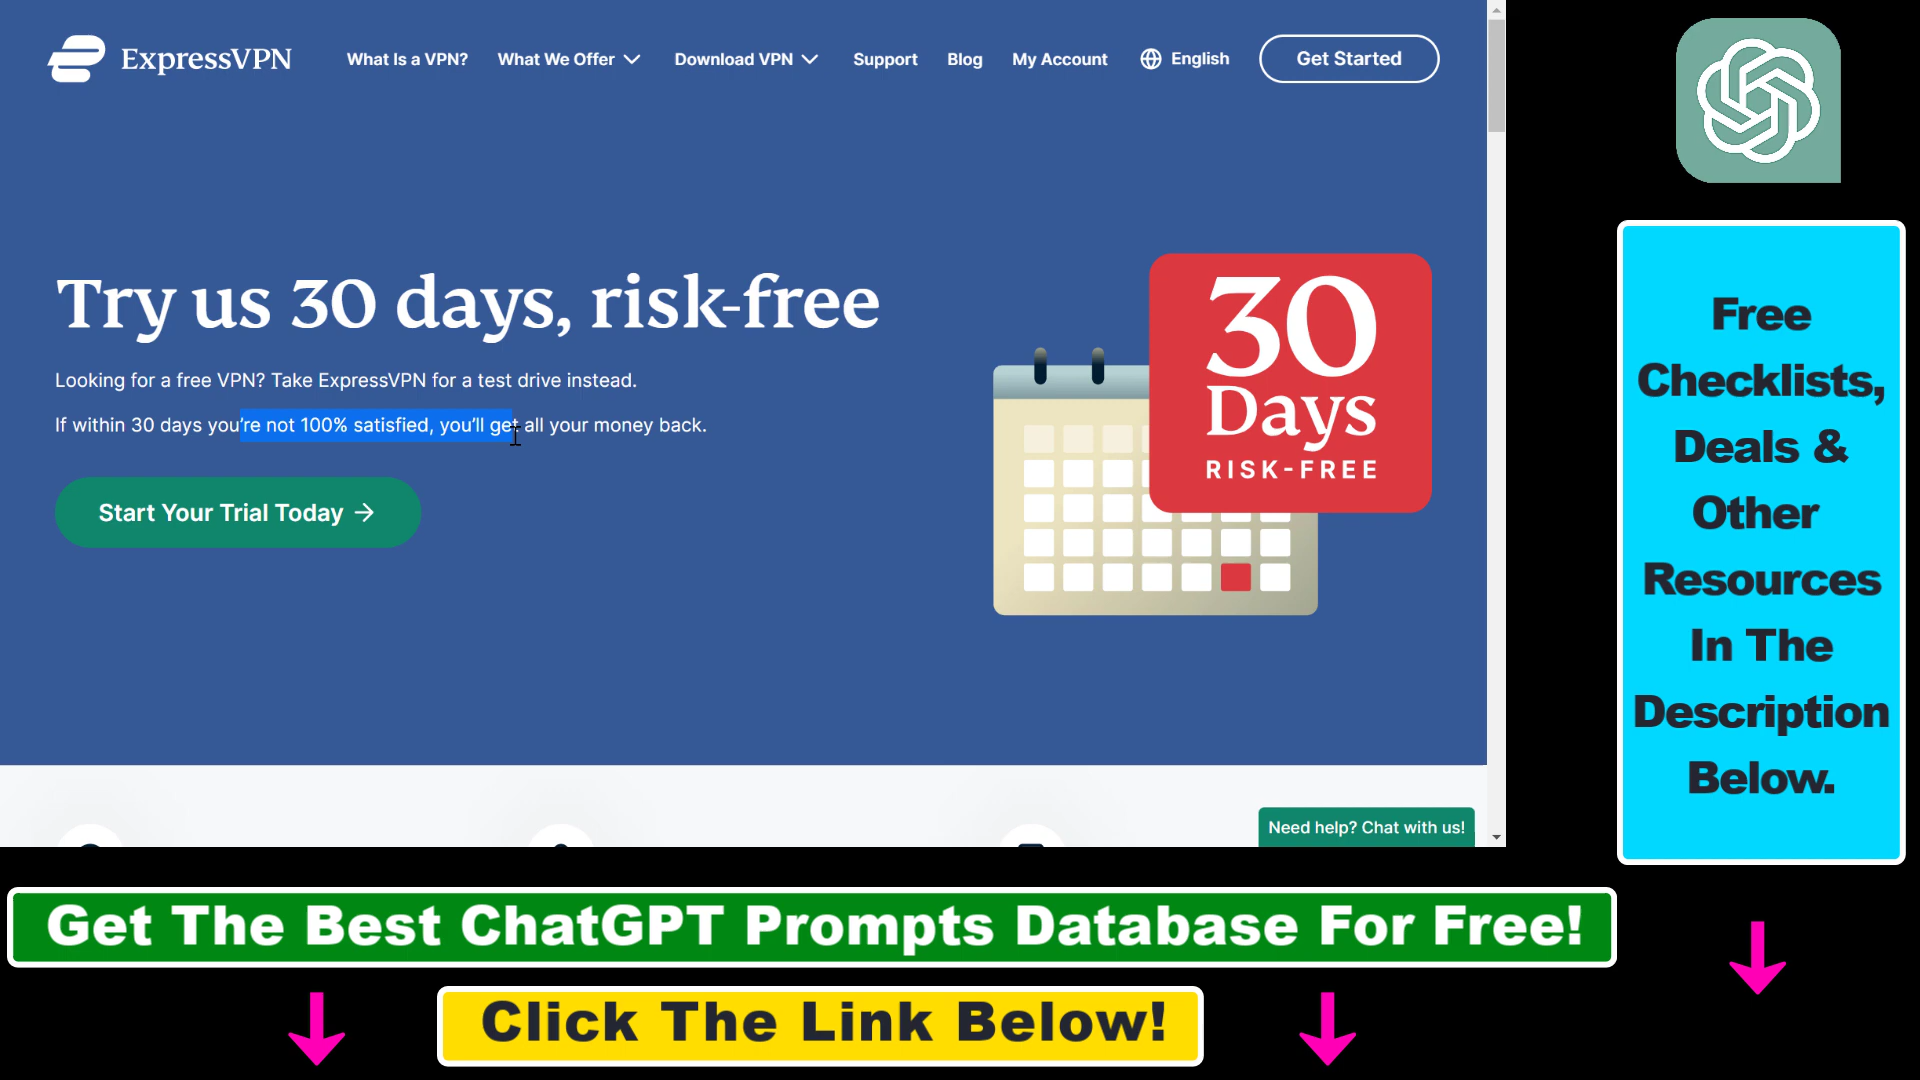 ExpressVPN What Is a VPN? What We Offer Download VPN Support Blog My Account English Get Started
Try us 30 days, risk-free
Looking for a free VPN? Take ExpressVPN for a test drive instead.
If within 30 days you're not 100% satisfied, you'll get all your money back.
Start Your Trial Today
30
Days
RISK-FREE
Need help? Chat with us!
Free
Checklists,
Deals &
Other
Resources
In The
Description
Below.
Get The Best ChatGPT Prompts Database For Free!
Click The Link Below!